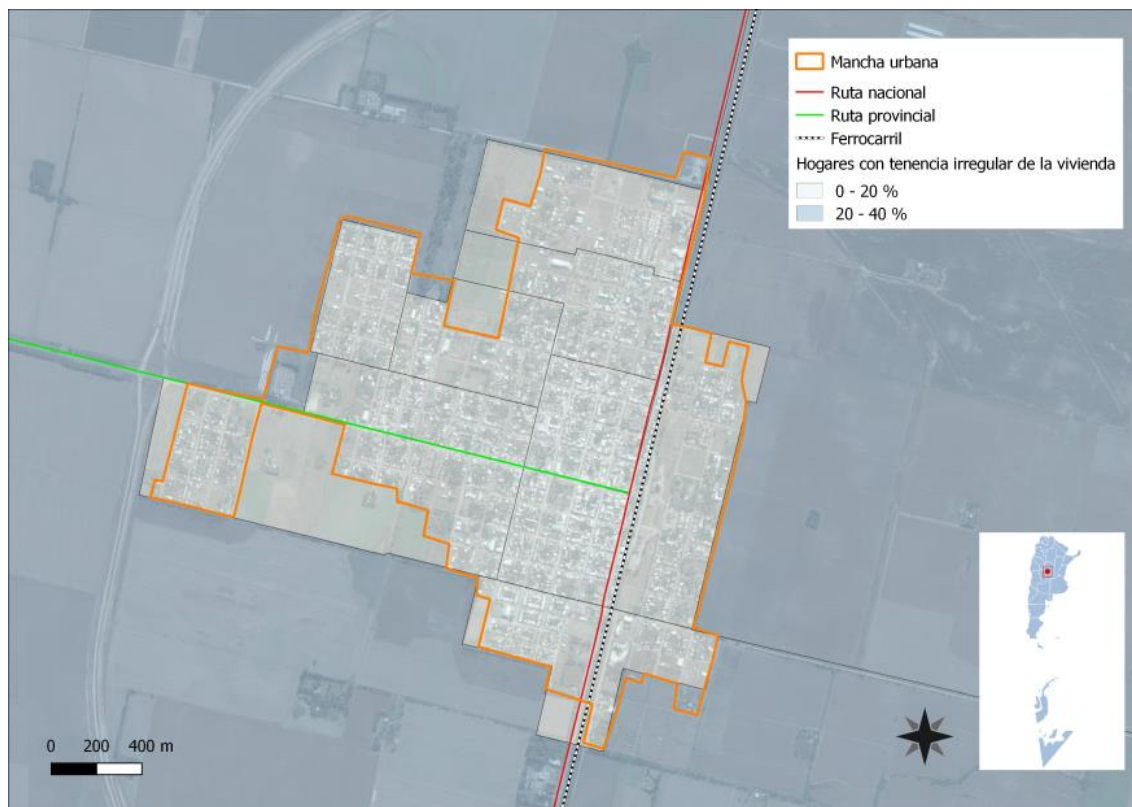 Mancha urbana
Ruta nacional
Ruta provincial
Ferrocarril
Hogares con tenencia irregular de la vivienda
0 - 20 %
20 - 40 %
0 200 400 m